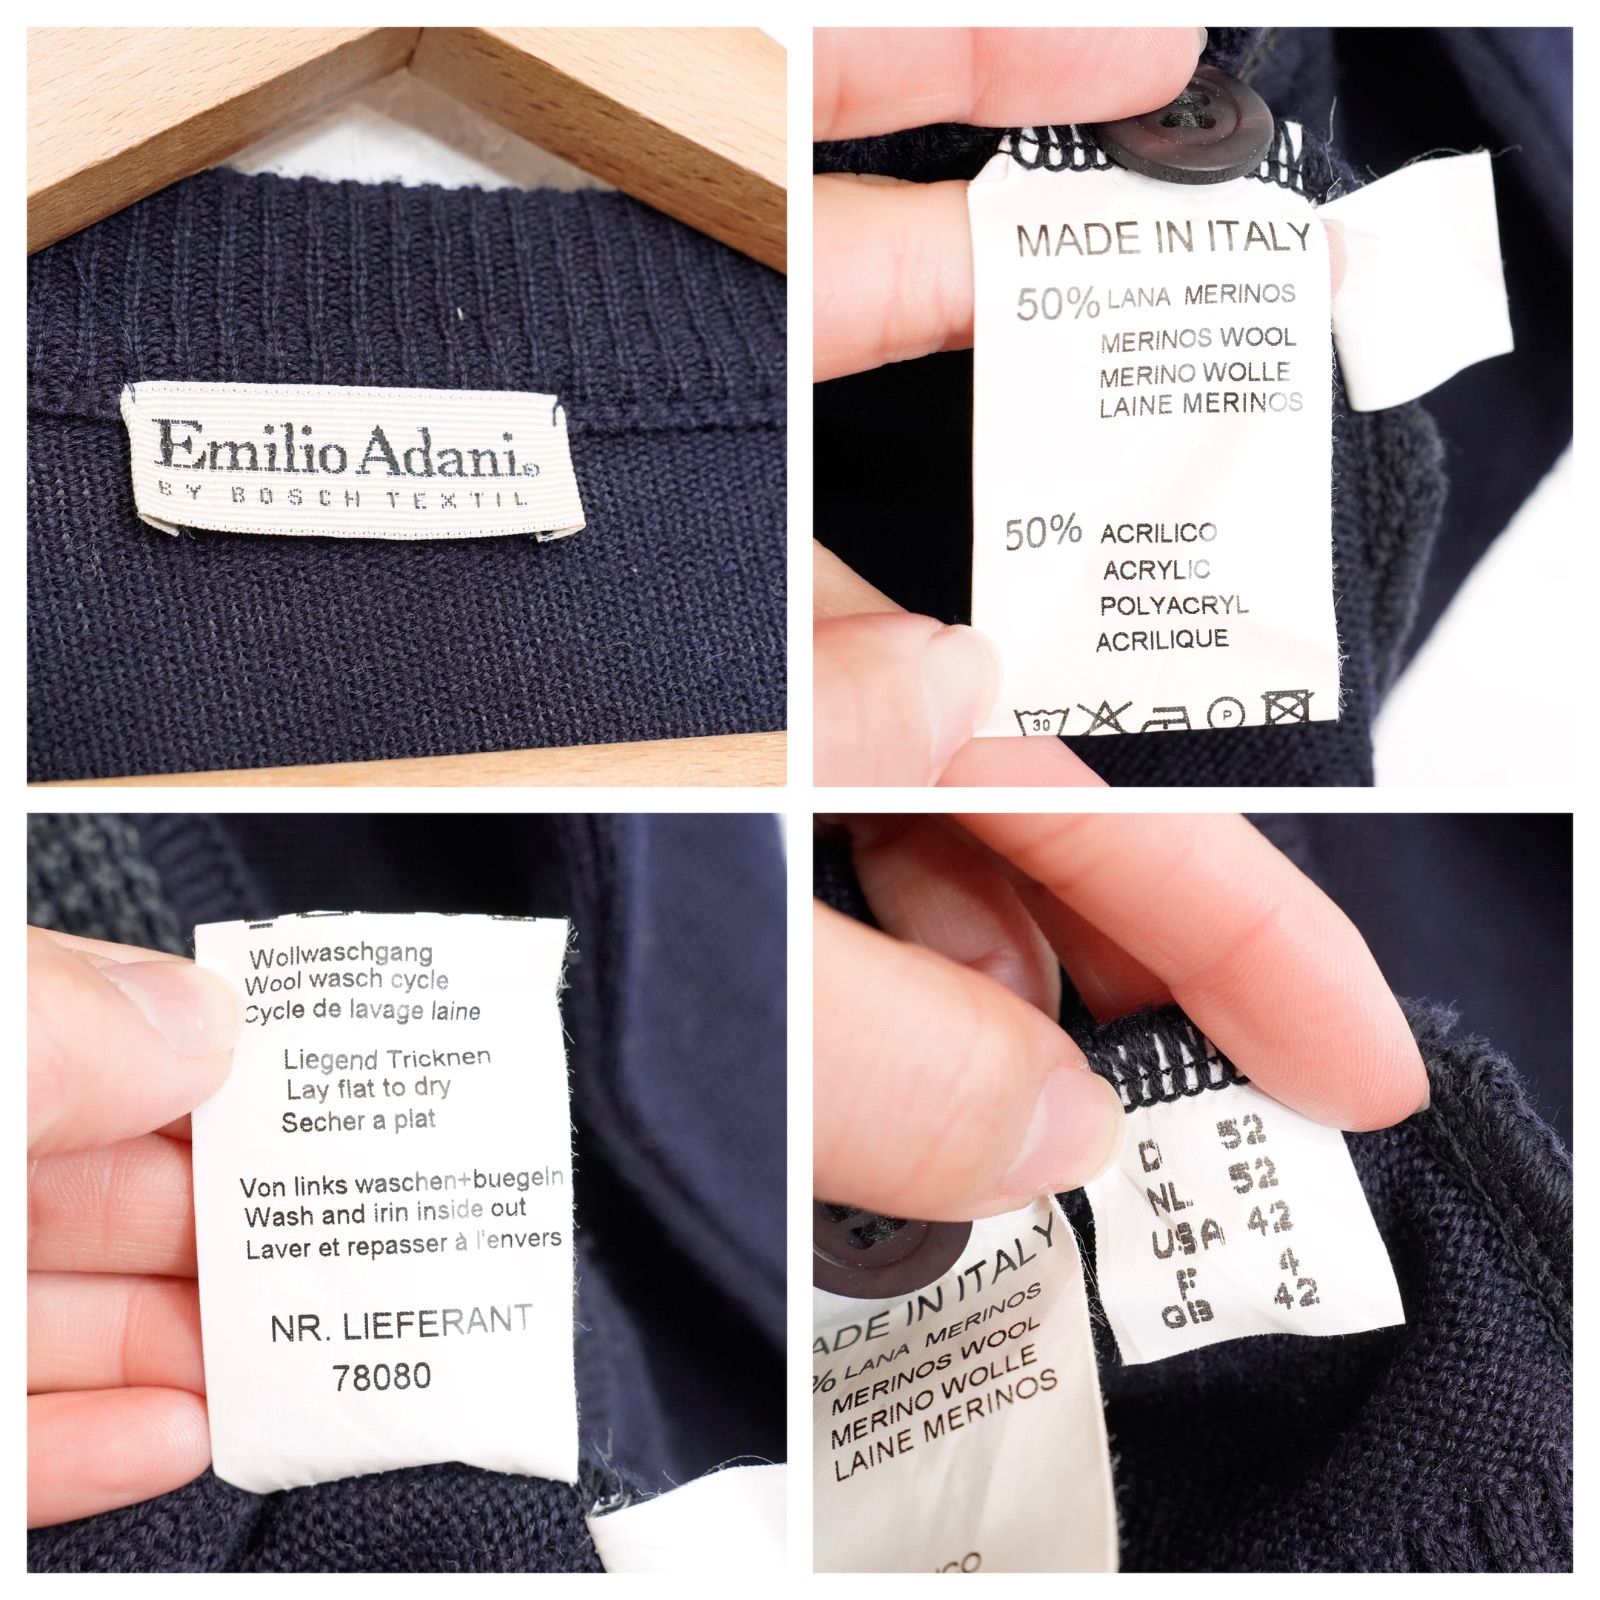 Emilio Adani®
BY BOSCH TEXTIL
MADE IN ITALY
50% LANA MERINOS
MERINOS WOOL
MERINO WOLLE
LAINE MERINOS
50% ACRILICO
ACRYLIC
POLYACRYL
ACRILIQUE
30
P
Wollwaschgang
Wool wasch cycle
Cycle de lavage laine
Liegend Tricknen
Lay flat to dry
Secher a plat
Von links waschen+buegeln
Wash and irin inside out
Laver et repasser à l'envers
NR. LIEFERANT
78080
D 52
NL 52
USA 42
F 4
GB 42
MADE IN ITALY
% LANA MERINOS
MERINOS WOOL
MERINO WOLLE
LAINE MERINOS
CO